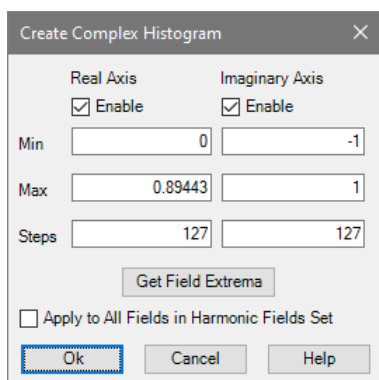 Create Complex Histogram
Real Axis Imaginary Axis
Enable Enable
Min 0 -1
Max 0.89443 1
Steps 127 127
Get Field Extrema
Apply to All Fields in Harmonic Fields Set
Ok Cancel Help